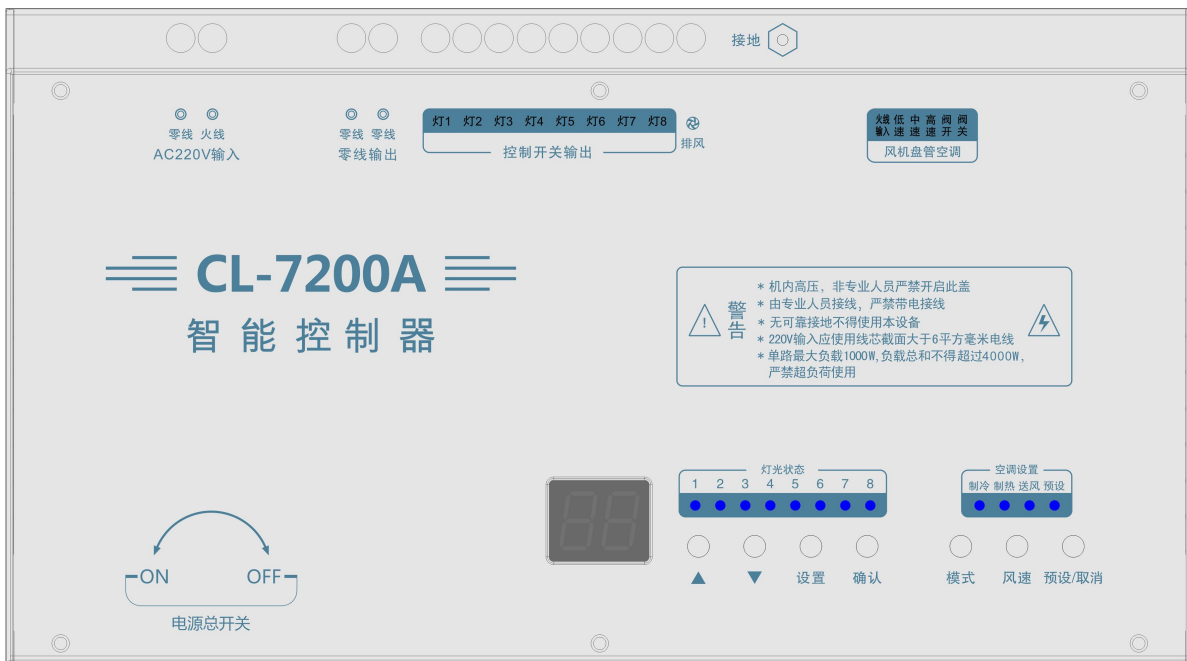 接地
零线 火线
AC220V输入
零线 零线
零线输出
灯1 灯2 灯3 灯4 灯5 灯6 灯7 灯8
控制开关输出
排风
火线输入 低速 中速 高速 阀开 阀关
风机盘管空调
CL-7200A
智能控制器
警告
* 机内高压，非专业人员严禁开启此盖
* 由专业人员接线，严禁带电接线
* 无可靠接地不得使用本设备
* 220V输入应使用线芯截面大于6平方毫米电线
* 单路最大负载1000W,负载总和不得超过4000W,
严禁超负荷使用
灯光状态
1 2 3 4 5 6 7 8
空调设置
制冷 制热 送风 预设
▲ ▼ 设置 确认
模式 风速 预设/取消
ON OFF
电源总开关